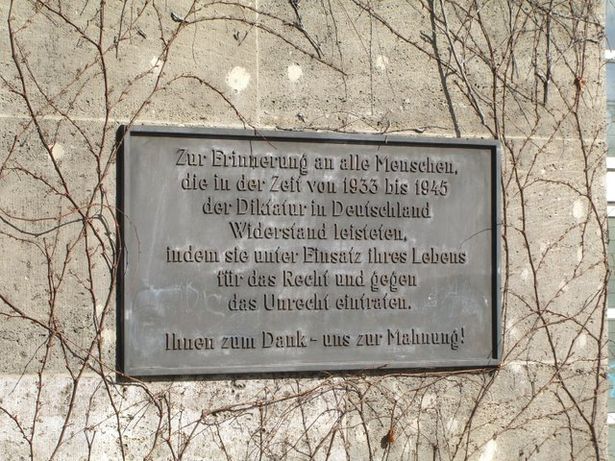 Zur Erinnerung an alle Menschen,
die in der Zeit von 1933 bis 1945
der Diktatur in Deutschland
Widerstand leisteten,
indem sie unter Einsatz ihres Lebens
für das Recht und gegen
das Unrecht eintraten.
Ihnen zum Dank - uns zur Mahnung!